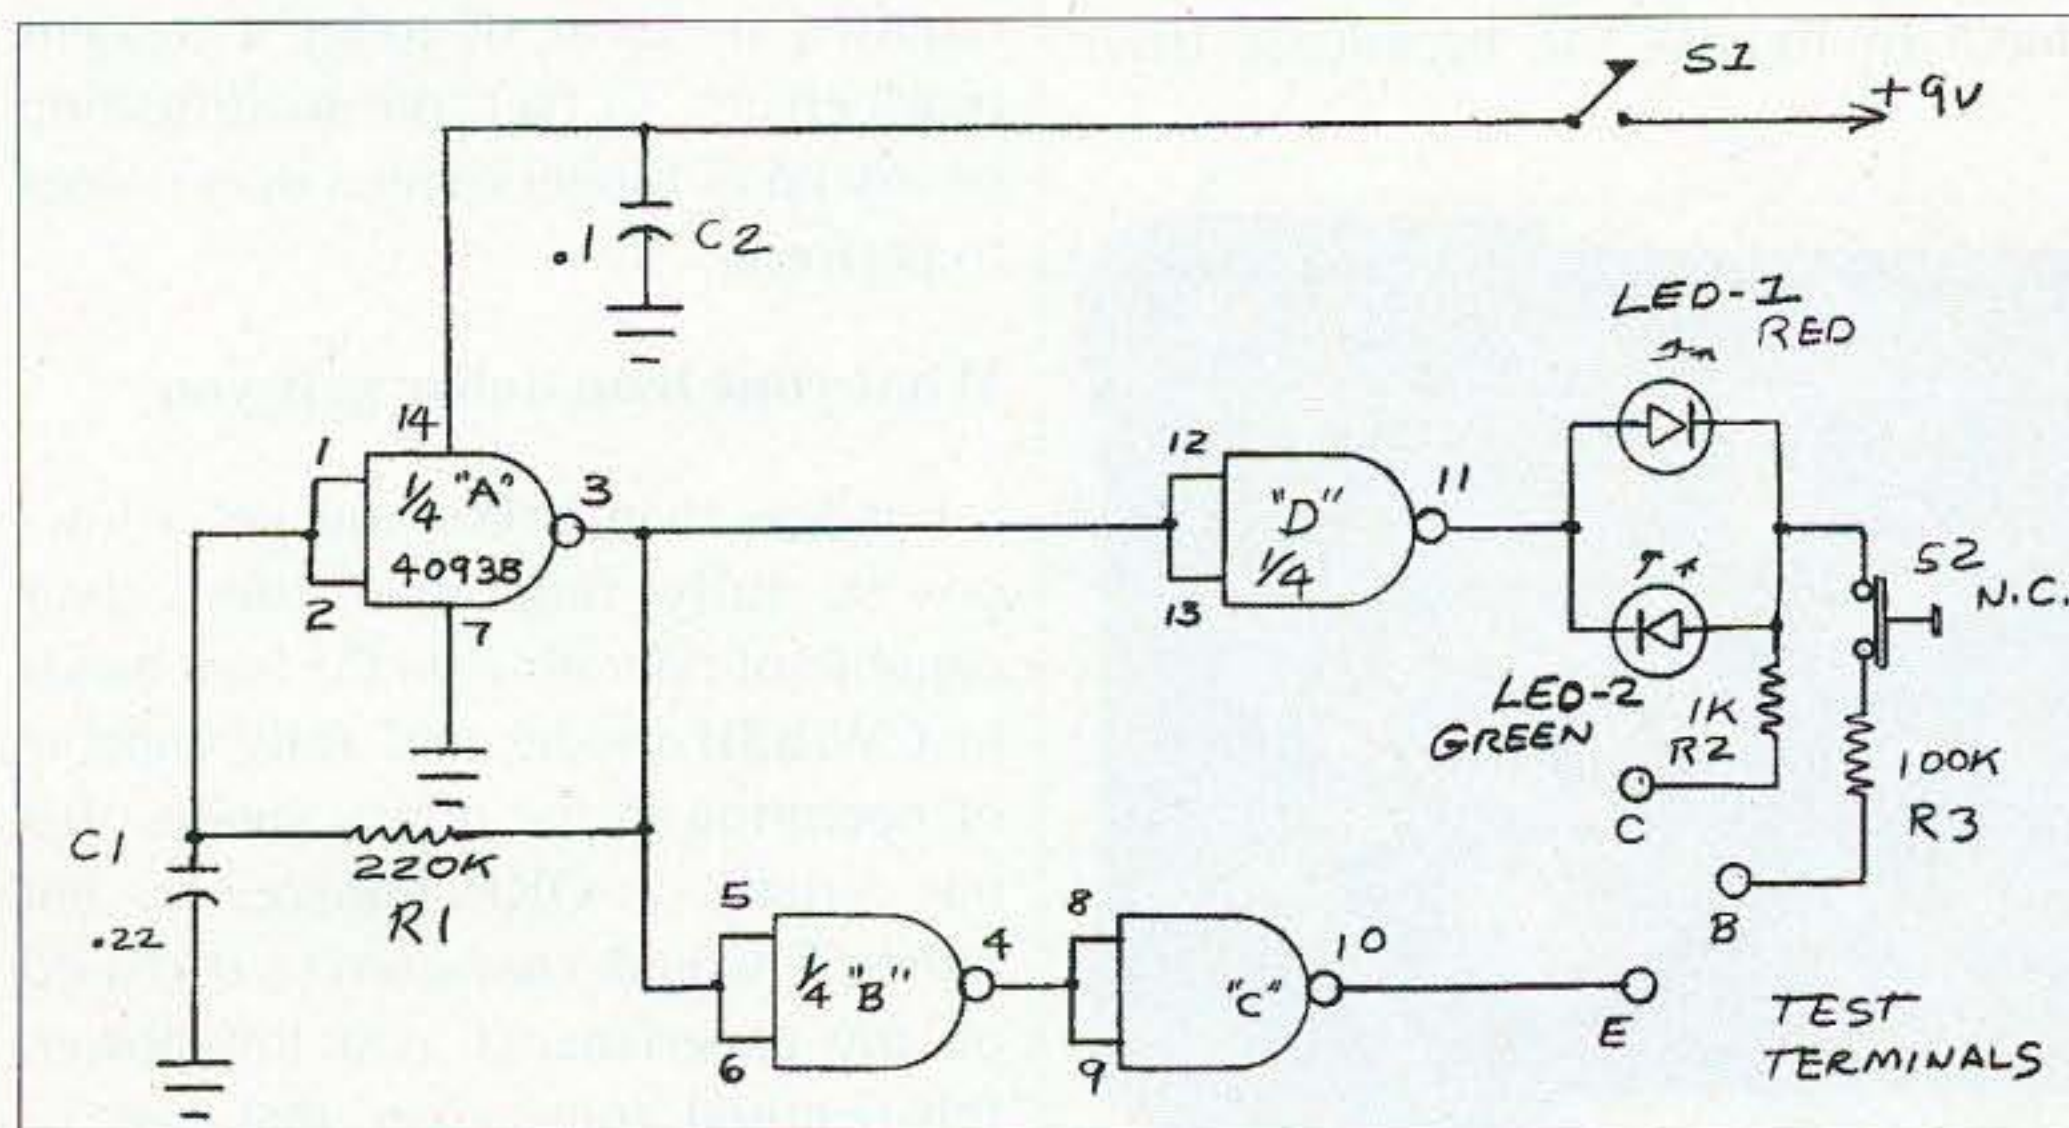 S1
+9V
.1
C2
LED-1
RED
14
1
1/4 "A"
3
4093B
2
7
12
"D"
11
1/4
13
S2
N.C.
LED-2
GREEN
1K
R2
100K
R3
C
B
C1
220K
R1
.22
5
1/4 "B"
4
6
8
"C"
10
9
E
TEST
TERMINALS